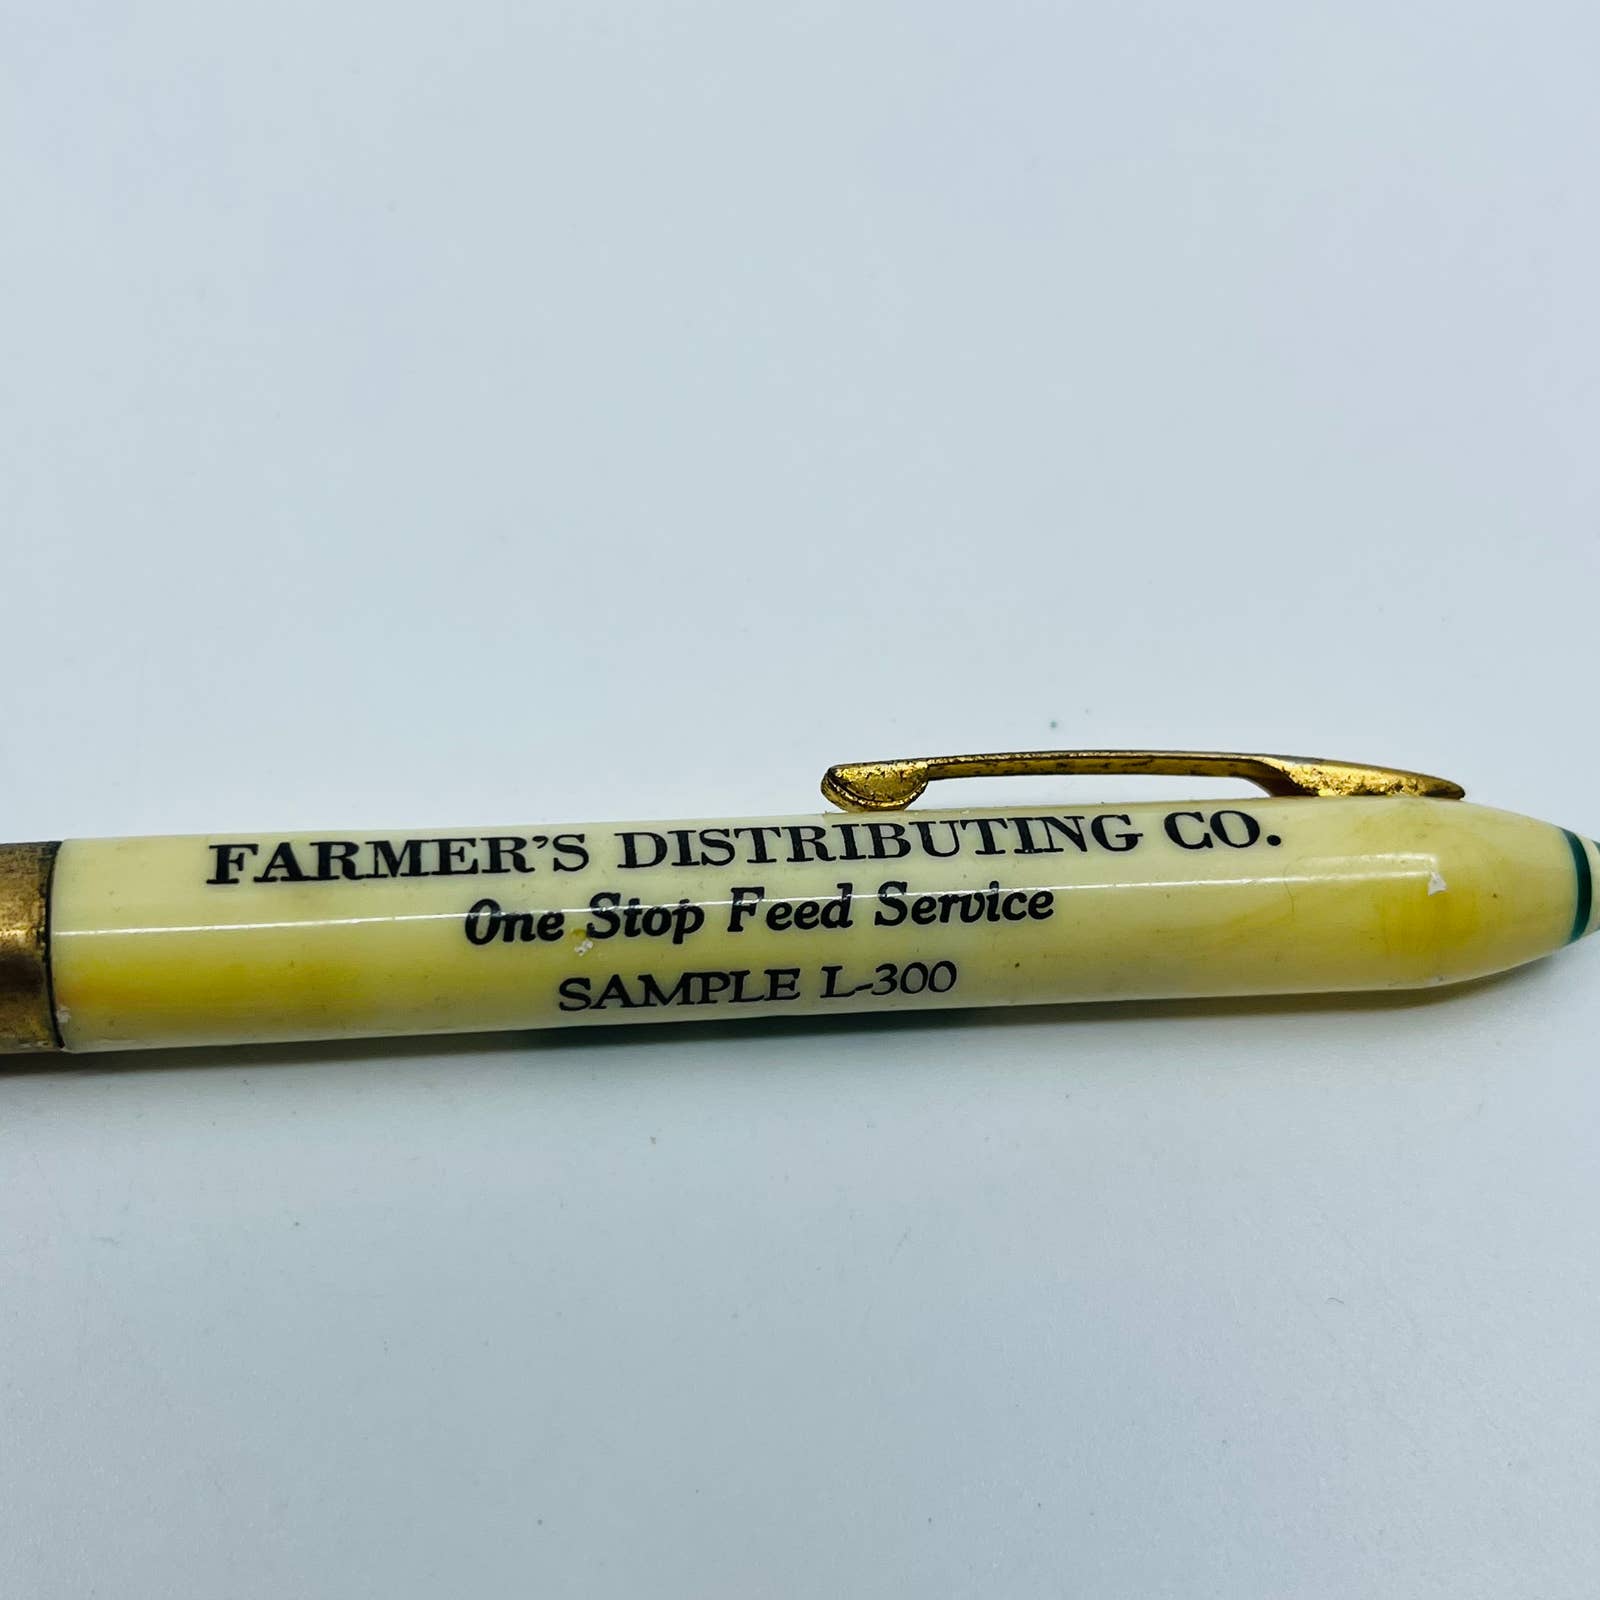 FARMER'S DISTRIBUTING CO.
One Stop Feed Service
SAMPLE L-300